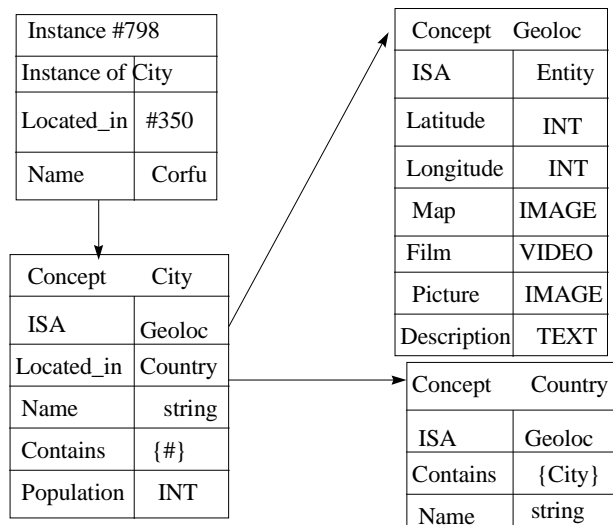 Instance #798
Instance of City
Located_in #350
Name Corfu
Concept City
ISA Geoloc
Located_in Country
Name string
Contains {#}
Population INT
Concept Geoloc
ISA Entity
Latitude INT
Longitude INT
Map IMAGE
Film VIDEO
Picture IMAGE
Description TEXT
Concept Country
ISA Geoloc
Contains {City}
Name string